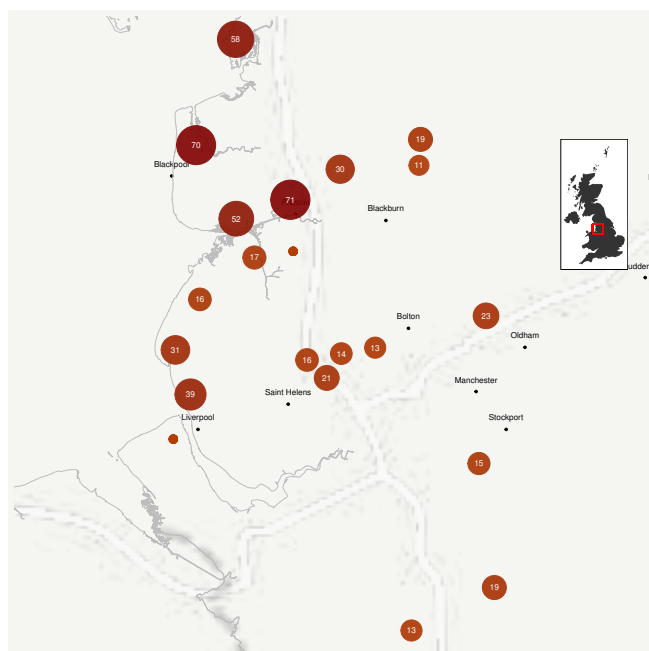 58
19
70
11
Blackpool
30
71
Blackburn
52
17
udder
16
23
Bolton
Oldham
31
16
14
13
21
Manchester
39
Saint Helens
Liverpool
Stockport
15
19
13